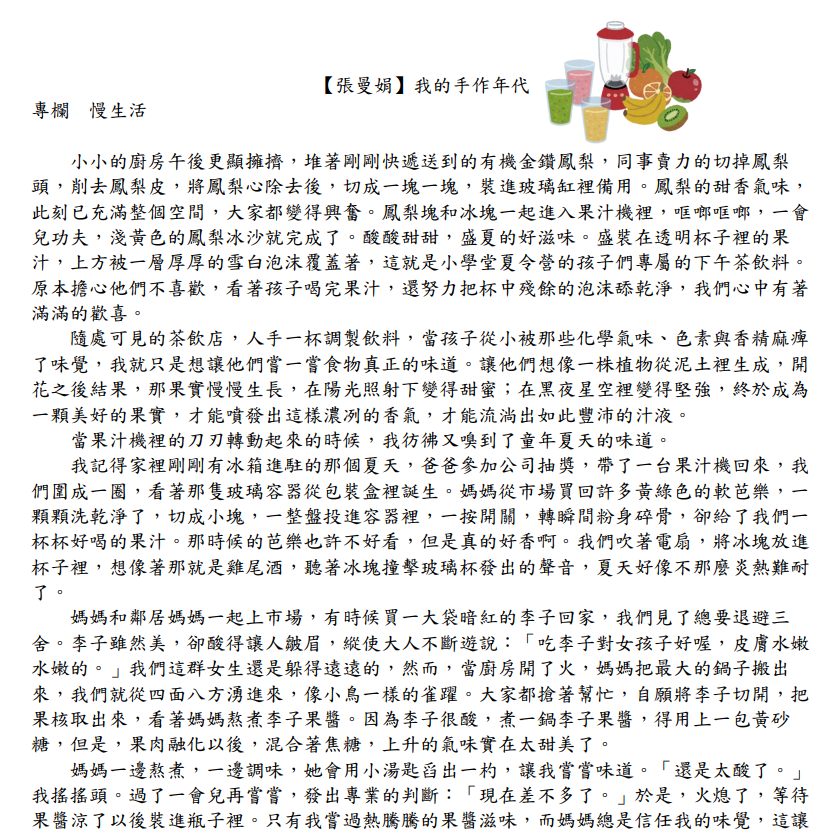 【張曼娟】我的手作年代
專欄　慢生活
小小的廚房午後更顯擁擠，堆著剛剛快遞送到的有機金鑽鳳梨，同事賣力的切掉鳳梨
頭，削去鳳梨皮，將鳳梨心除去後，切成一塊一塊，裝進玻璃缸裡備用。鳳梨的甜香氣味，
此刻已充滿整個空間，大家都變得興奮。鳳梨塊和冰塊一起進入果汁機裡，哐啷哐啷，一會
兒功夫，淺黃色的鳳梨冰沙就完成了。酸酸甜甜，盛夏的好滋味。盛裝在透明杯子裡的果
汁，上方被一層厚厚的雪白泡沫覆蓋著，這就是小學堂夏令營的孩子們專屬的下午茶飲料。
原本擔心他們不喜歡，看著孩子喝完果汁，還努力把杯中殘餘的泡沫舔乾淨，我們心中有著
滿滿的歡喜。
隨處可見的茶飲店，人手一杯調製飲料，當孩子從小被那些化學氣味、色素與香精麻痺
了味覺，我就只是想讓他們嘗一嘗食物真正的味道。讓他們想像一株植物從泥土裡生成，開
花之後結果，那果實慢慢生長，在陽光照射下變得甜蜜；在黑夜星空裡變得堅強，終於成為
一顆美好的果實，才能噴發出這樣濃冽的香氣，才能流淌出如此豐沛的汁液。
當果汁機裡的刀刃轉動起來的時候，我彷彿又嗅到了童年夏天的味道。
我記得家裡剛剛有冰箱進駐的那個夏天，爸爸參加公司抽獎，帶了一台果汁機回來，我
們圍成一圈，看著那隻玻璃容器從包裝盒裡誕生。媽媽從市場買回許多黃綠色的軟芭樂，一
顆顆洗乾淨了，切成小塊，一整盤投進容器裡，一按開關，轉瞬間粉身碎骨，卻給了我們一
杯杯好喝的果汁。那時候的芭樂也許不好看，但是真的好香啊。我們吹著電扇，將冰塊放進
杯子裡，想像著那就是雞尾酒，聽著冰塊撞擊玻璃杯發出的聲音，夏天好像不那麼炎熱難耐
了。
媽媽和鄰居媽媽一起上市場，有時候買一大袋暗紅的李子回家，我們見了總要退避三
舍。李子雖然美，卻酸得讓人皺眉，縱使大人不斷遊說：「吃李子對女孩子好喔，皮膚水嫩
水嫩的。」我們這群女生還是躲得遠遠的，然而，當廚房開了火，媽媽把最大的鍋子搬出
來，我們就從四面八方湧進來，像小鳥一樣的雀躍。大家都搶著幫忙，自願將李子切開，把
果核取出來，看著媽媽熬煮李子果醬。因為李子很酸，煮一鍋李子果醬，得用上一包黃砂
糖，但是，果肉融化以後，混合著焦糖，上升的氣味實在太甜美了。
媽媽一邊熬煮，一邊調味，她會用小湯匙舀出一杓，讓我嘗嘗味道。「還是太酸了。」
我搖搖頭。過了一會兒再嘗嘗，發出專業的判斷：「現在差不多了。」於是，火熄了，等待
果醬涼了以後裝進瓶子裡。只有我嘗過熱騰騰的果醬滋味，而媽媽總是信任我的味覺，這讓